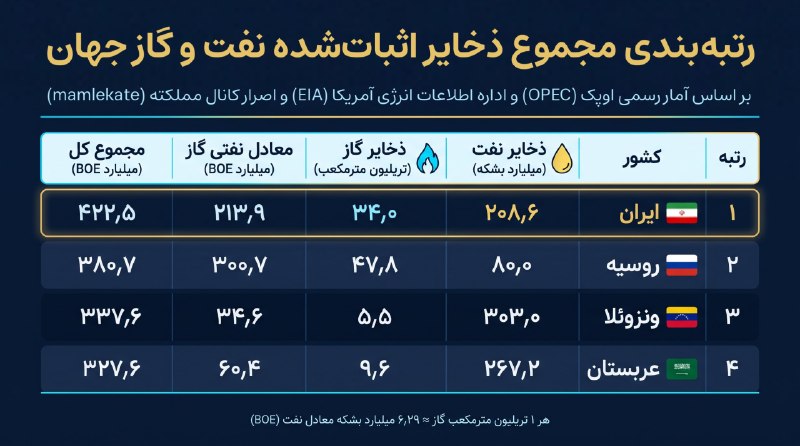 رتبه‌بندی مجموع ذخایر اثبات‌شده نفت و گاز جهان
بر اساس آمار رسمی اوپک (OPEC) و اداره اطلاعات انرژی آمریکا (EIA) و اصرار کانال مملکته (mamlekate)
رتبه کشور ذخایر نفت (میلیارد بشکه) ذخایر گاز (تریلیون مترمکعب) معادل نفتی گاز (میلیارد BOE) مجموع کل (میلیارد BOE)
۱ ایران ۲۰۸,۶ ۳۴,۰ ۲۱۳,۹ ۴۲۲,۵
۲ روسیه ۸۰,۰ ۴۷,۸ ۳۰۰,۷ ۳۸۰,۷
۳ ونزوئلا ۳۰۳,۰ ۵,۵ ۳۴,۶ ۳۳۷,۶
۴ عربستان ۲۶۷,۲ ۹,۶ ۶۰,۴ ۳۲۷,۶
هر ۱ تریلیون مترمکعب گاز ≈ ۶,۲۹ میلیارد بشکه معادل نفت (BOE)